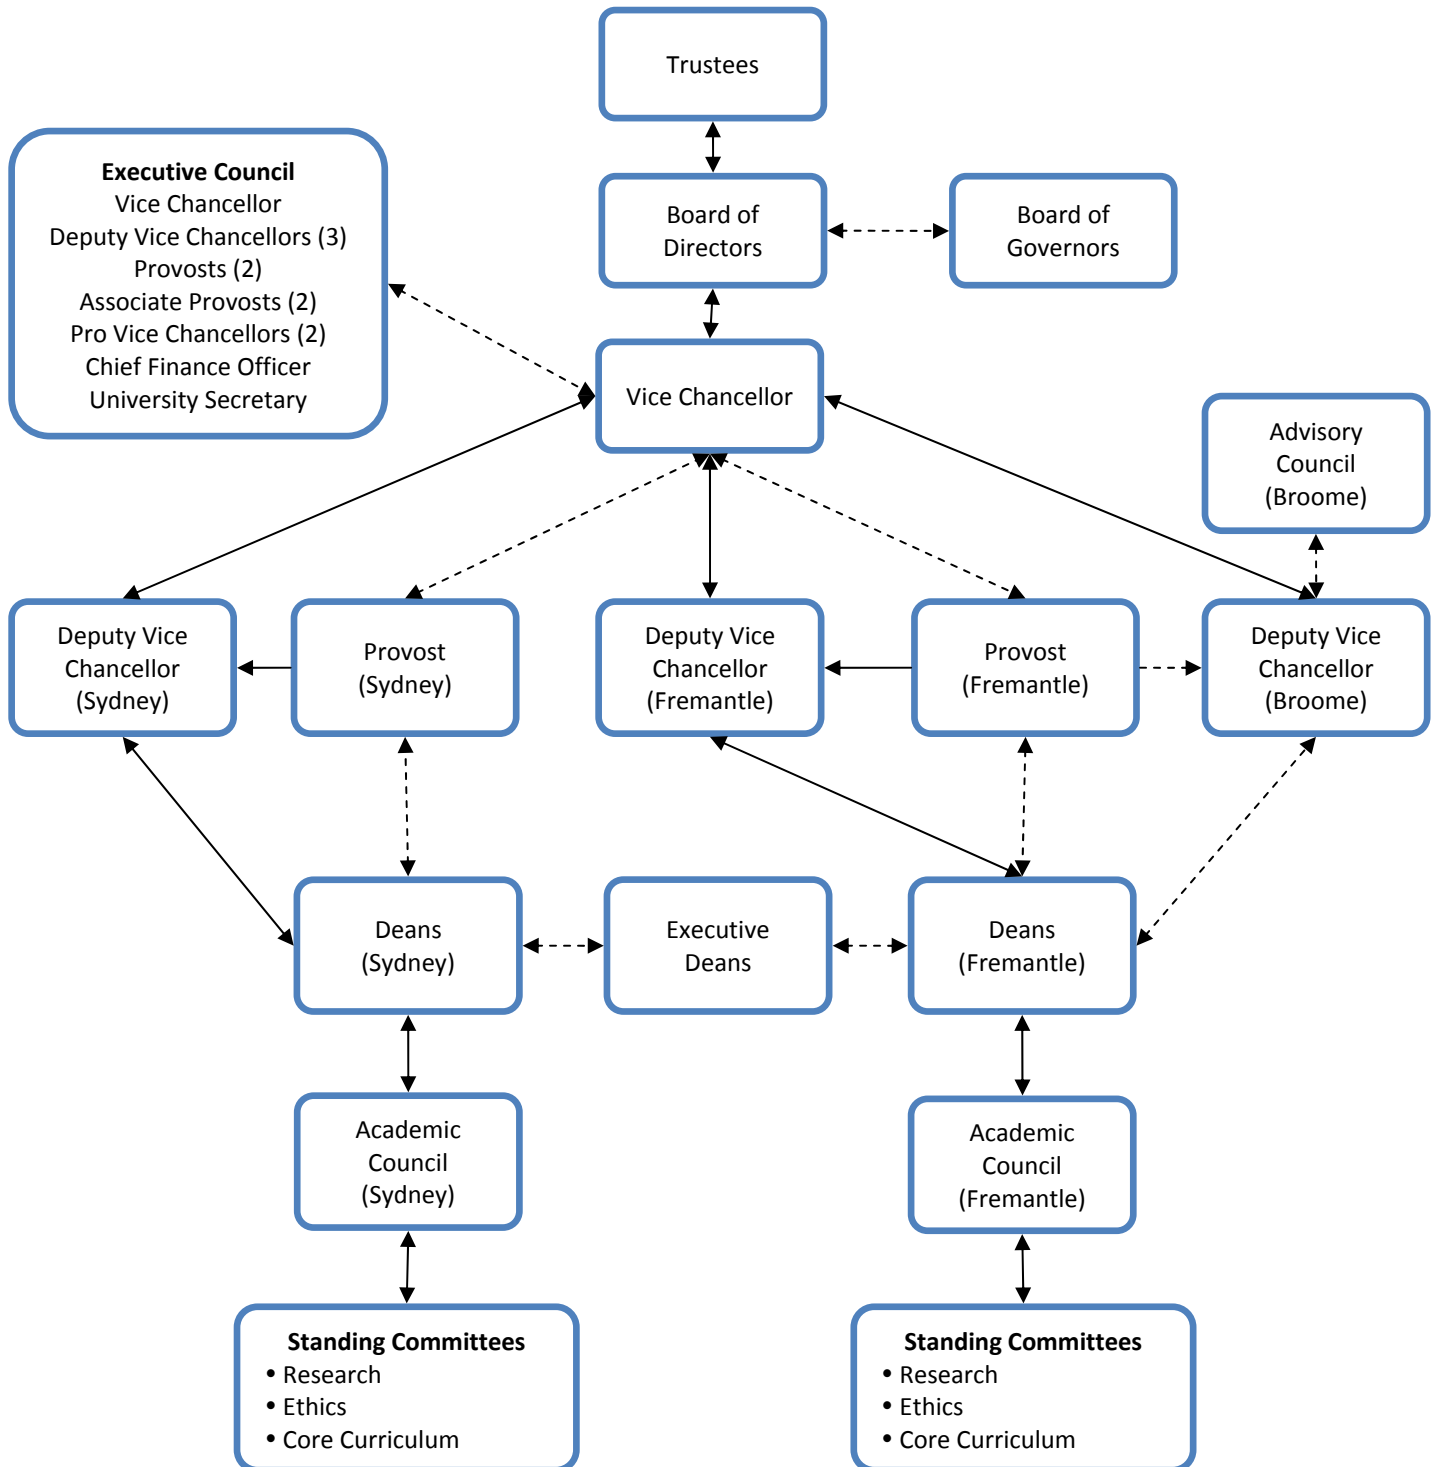 Trustees
Executive Council
Vice Chancellor
Deputy Vice Chancellors (3)
Provosts (2)
Associate Provosts (2)
Pro Vice Chancellors (2)
Chief Finance Officer
University Secretary
Board of
Directors
Board of
Governors
Vice Chancellor
Advisory
Council
(Broome)
Deputy Vice
Chancellor
(Sydney)
Provost
(Sydney)
Deputy Vice
Chancellor
(Fremantle)
Provost
(Fremantle)
Deputy Vice
Chancellor
(Broome)
Deans
(Sydney)
Executive
Deans
Deans
(Fremantle)
Academic
Council
(Sydney)
Academic
Council
(Fremantle)
Standing Committees
• Research
• Ethics
• Core Curriculum
Standing Committees
• Research
• Ethics
• Core Curriculum